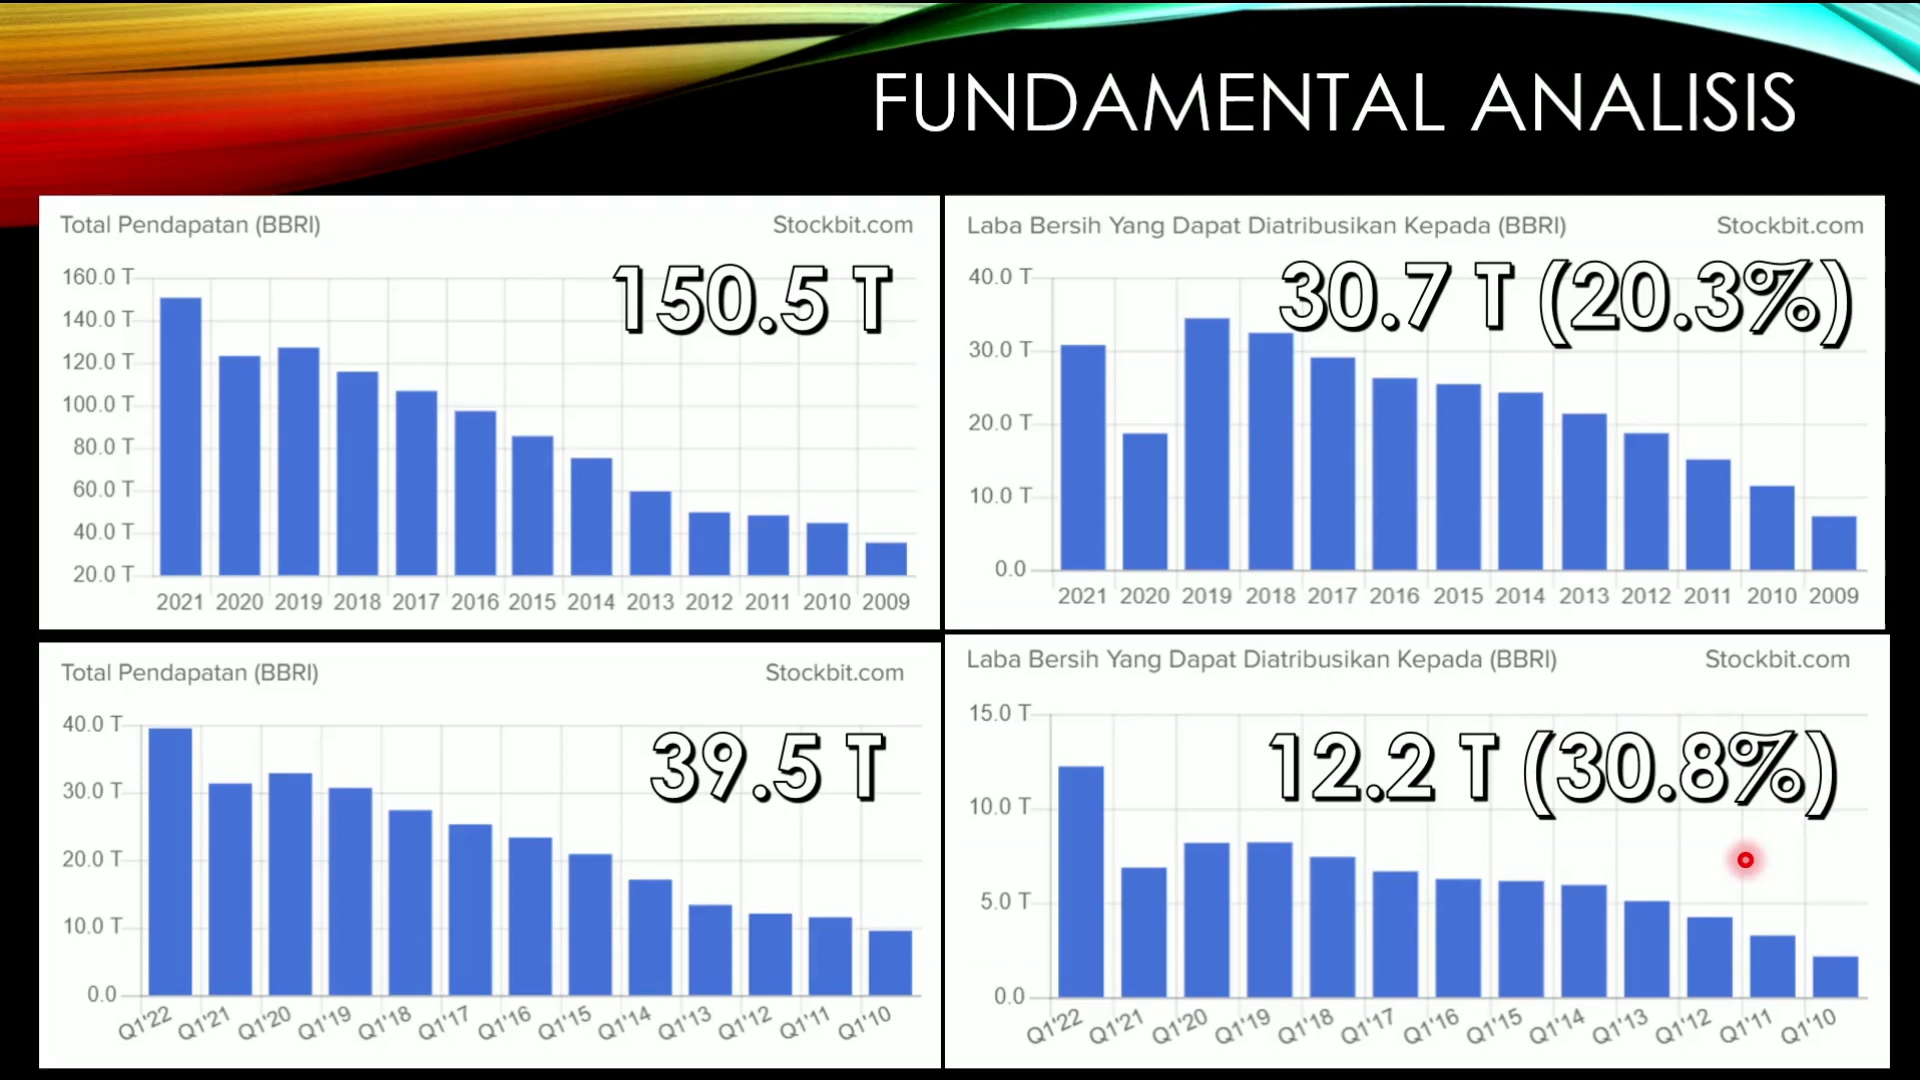 FUNDAMENTAL ANALISIS
Total Pendapatan (BBRI) Stockbit.com
150.5 T
160.0 T
140.0 T
120.0 T
100.0 T
80.0 T
60.0 T
40.0 T
20.0 T
2021 2020 2019 2018 2017 2016 2015 2014 2013 2012 2011 2010 2009
Laba Bersih Yang Dapat Diatribusikan Kepada (BBRI) Stockbit.com
30.7 T (20.3%)
40.0 T
30.0 T
20.0 T
10.0 T
0.0
2021 2020 2019 2018 2017 2016 2015 2014 2013 2012 2011 2010 2009
Total Pendapatan (BBRI) Stockbit.com
39.5 T
40.0 T
30.0 T
20.0 T
10.0 T
0.0
Q1'22 Q1'21 Q1'20 Q1'19 Q1'18 Q1'17 Q1'16 Q1'15 Q1'14 Q1'13 Q1'12 Q1'11 Q1'10
Laba Bersih Yang Dapat Diatribusikan Kepada (BBRI) Stockbit.com
12.2 T (30.8%)
15.0 T
10.0 T
5.0 T
0.0
Q1'22 Q1'21 Q1'20 Q1'19 Q1'18 Q1'17 Q1'16 Q1'15 Q1'14 Q1'13 Q1'12 Q1'11 Q1'10